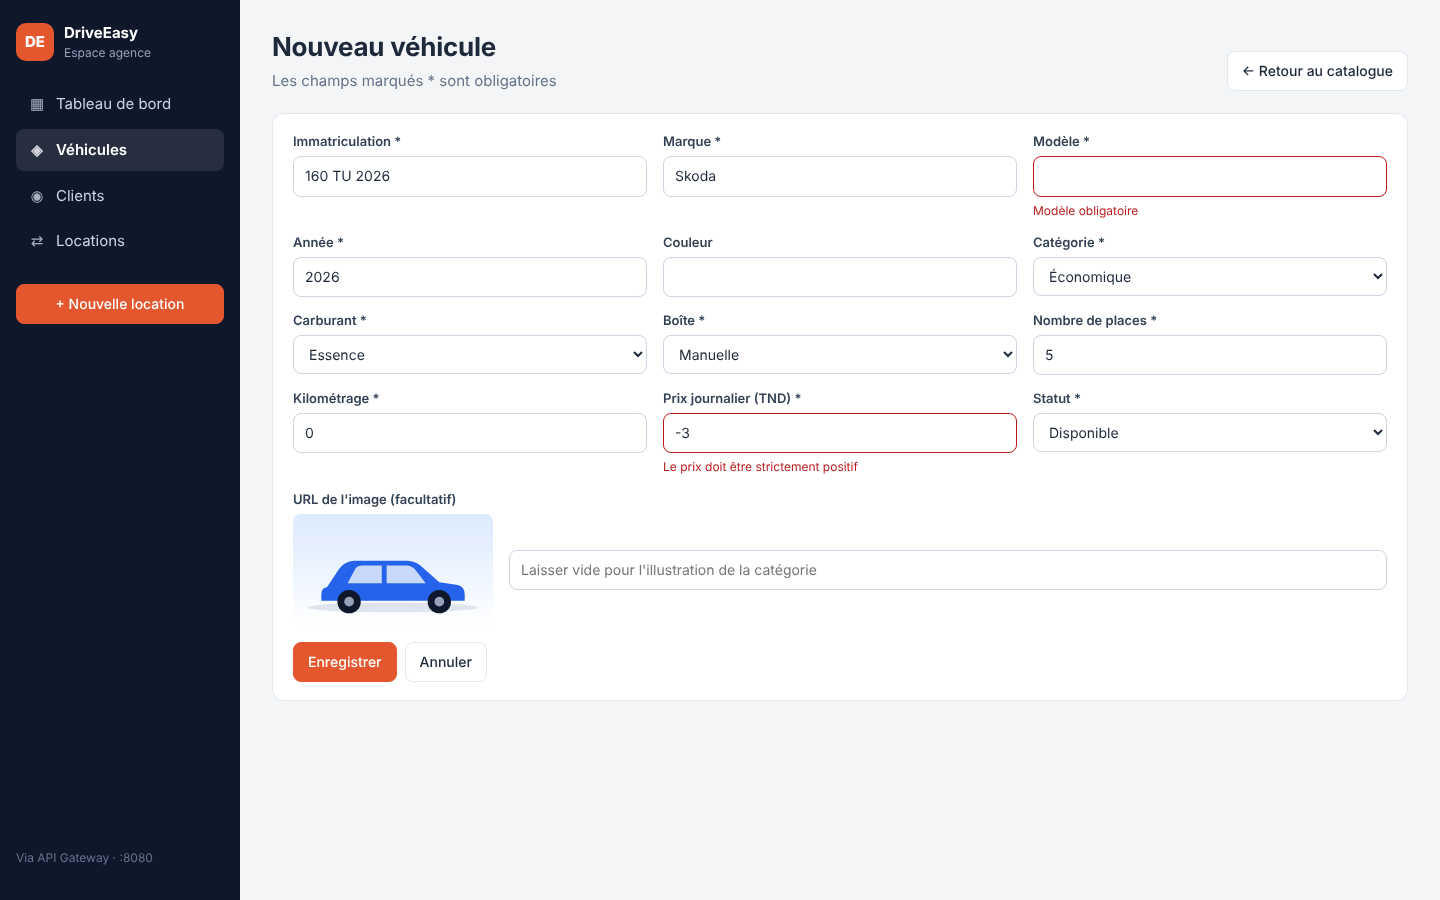 DE
DriveEasy
Espace agence
Tableau de bord
Véhicules
Clients
Locations
+ Nouvelle location
Via API Gateway · :8080
Nouveau véhicule
Les champs marqués * sont obligatoires
← Retour au catalogue
Immatriculation *
Marque *
Modèle *
160 TU 2026
Skoda
Modèle obligatoire
Année *
Couleur
Catégorie *
2026
Économique
Carburant *
Boîte *
Nombre de places *
Essence
Manuelle
5
Kilométrage *
Prix journalier (TND) *
Statut *
0
-3
Disponible
Le prix doit être strictement positif
URL de l'image (facultatif)
Laisser vide pour l'illustration de la catégorie
Enregistrer
Annuler